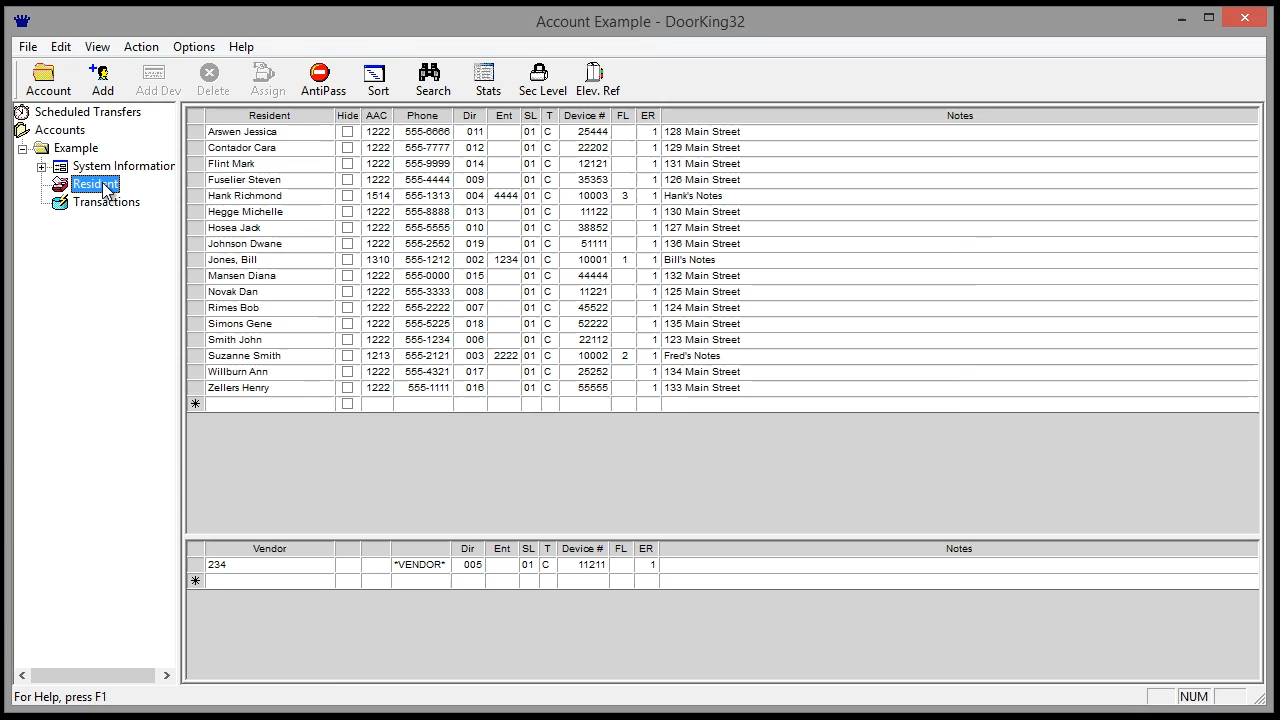 Account Example - DoorKing32
File Edit View Action Options Help
Account Add Add Dev Delete Assign AntiPass Sort Search Stats Sec Level Elev. Ref
Scheduled Transfers
Accounts
Example
System Information
Resident
Transactions
Resident Hide AAC Phone Dir Ent SL T Device # FL ER Notes
Arswen Jessica 1222 555-6666 011 01 C 25444 1 128 Main Street
Contador Cara 1222 555-7777 012 01 C 22202 1 129 Main Street
Flint Mark 1222 555-9999 014 01 C 12121 1 131 Main Street
Fuselier Steven 1222 555-4444 009 01 C 35353 1 126 Main Street
Hank Richmond 1514 555-1313 004 4444 01 C 10003 3 1 Hank's Notes
Hegge Michelle 1222 555-8888 013 01 C 11122 1 130 Main Street
Hosea Jack 1222 555-5555 010 01 C 38852 1 127 Main Street
Johnson Dwane 1222 555-2552 019 01 C 51111 1 136 Main Street
Jones, Bill 1310 555-1212 002 1234 01 C 10001 1 1 Bill's Notes
Mansen Diana 1222 555-0000 015 01 C 44444 1 132 Main Street
Novak Dan 1222 555-3333 008 01 C 11221 1 125 Main Street
Rimes Bob 1222 555-2222 007 01 C 45522 1 124 Main Street
Simons Gene 1222 555-5225 018 01 C 52222 1 135 Main Street
Smith John 1222 555-1234 006 01 C 22112 1 123 Main Street
Suzanne Smith 1213 555-2121 003 2222 01 C 10002 2 1 Fred's Notes
Willburn Ann 1222 555-4321 017 01 C 25252 1 134 Main Street
Zellers Henry 1222 555-1111 016 01 C 55555 1 133 Main Street
Vendor Dir Ent SL T Device # FL ER Notes
234 *VENDOR* 005 01 C 11211 1
For Help, press F1
NUM